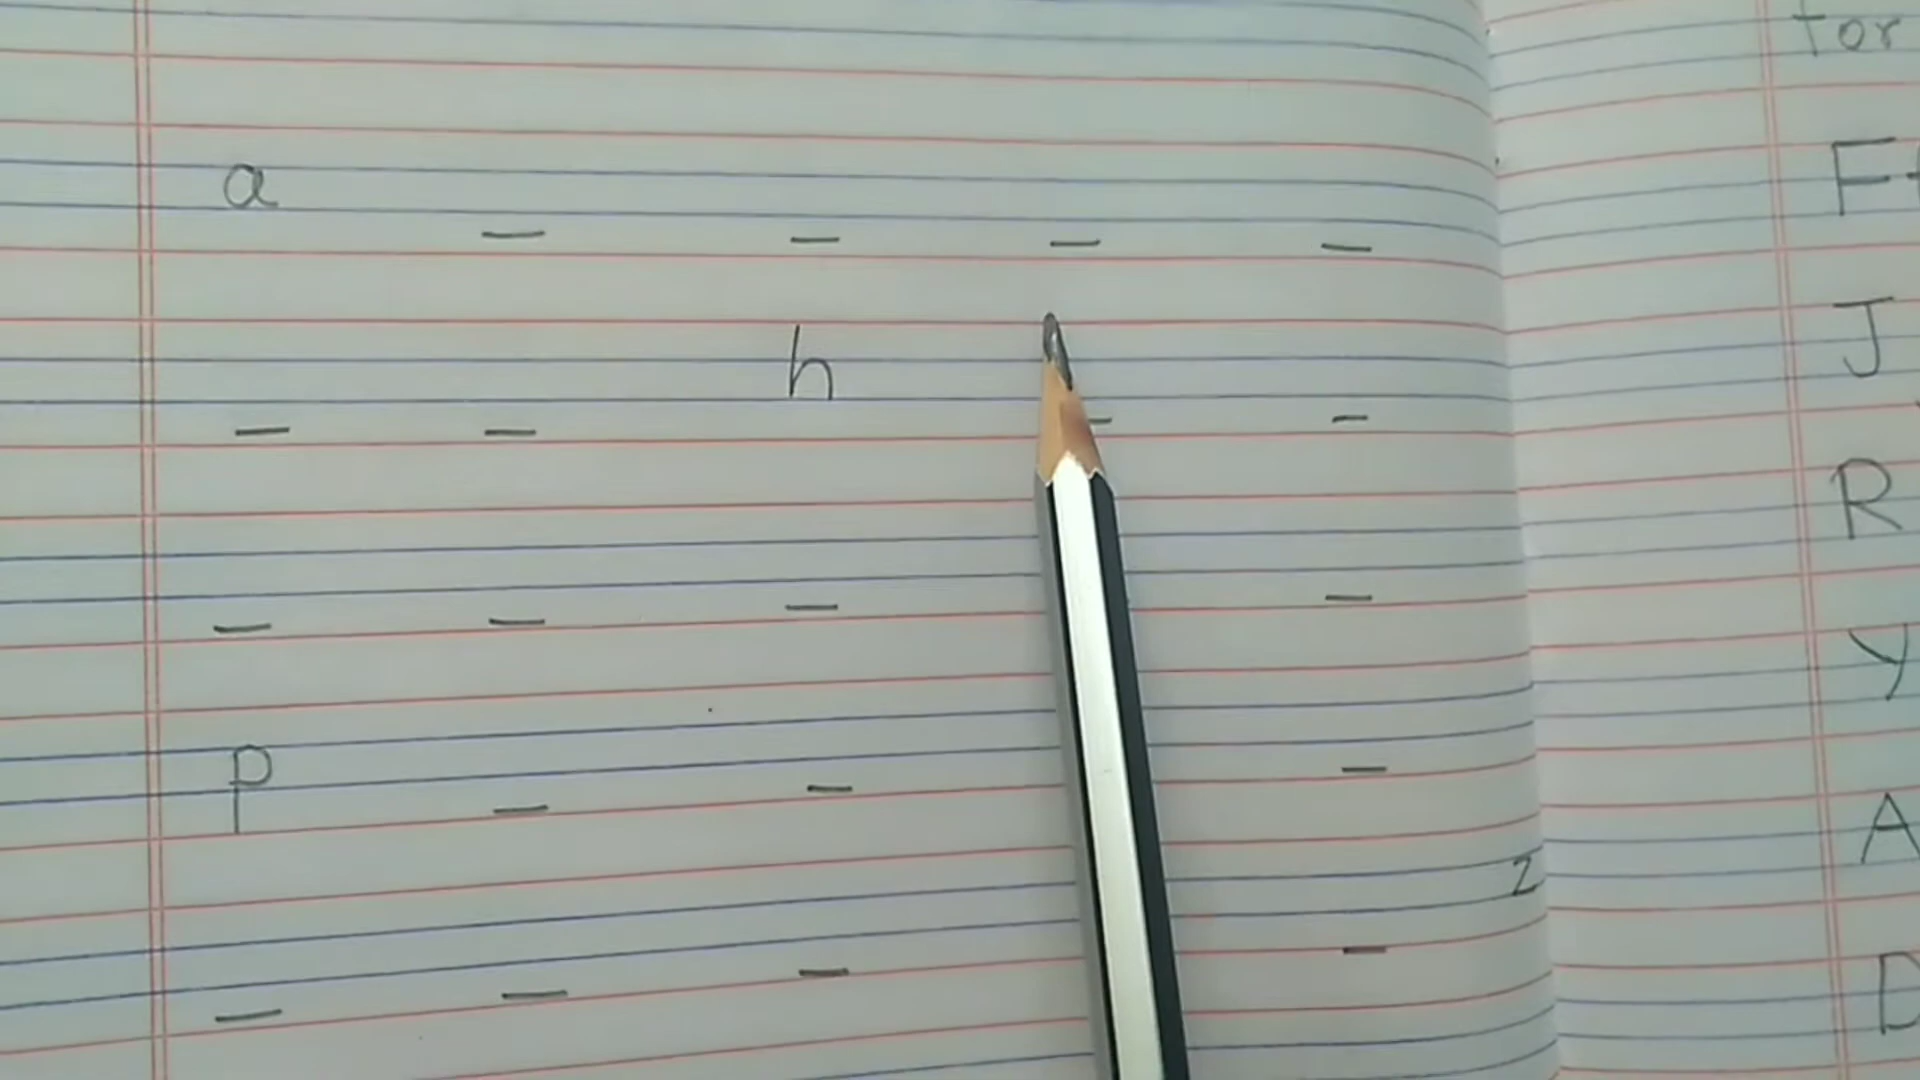 a _ _ _ _
_ _ h _ _
_ _ _ _
p _ _ _
z
_ _ _ _
for
F
J
R
y
A
D